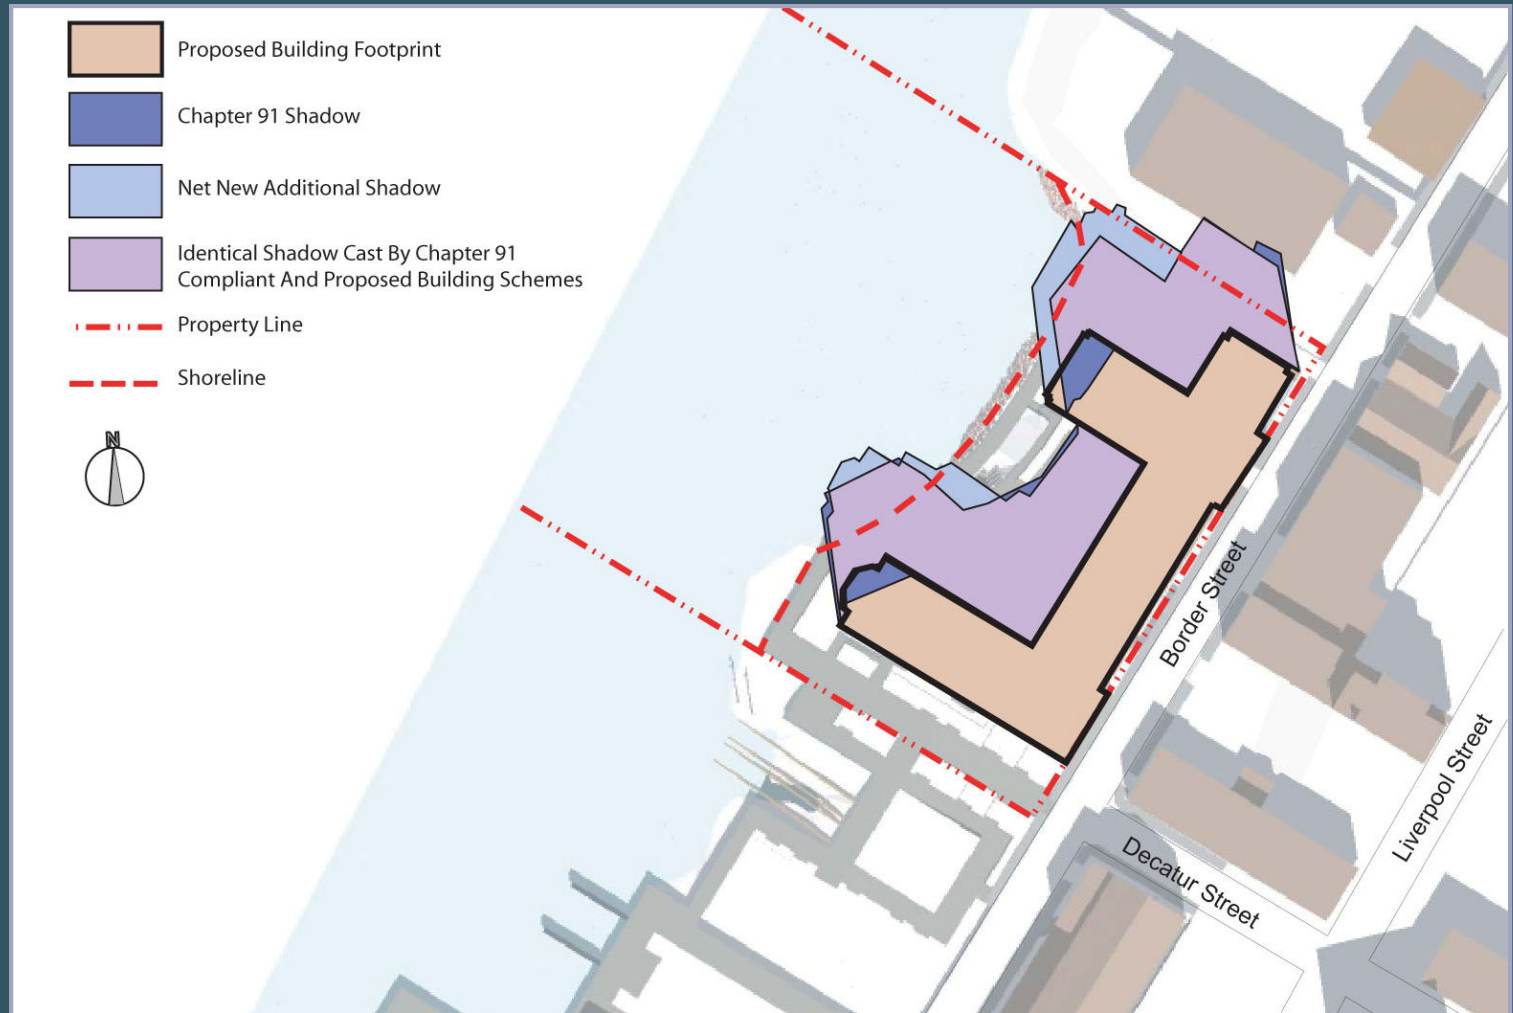 Proposed Building Footprint
Chapter 91 Shadow
Net New Additional Shadow
Identical Shadow Cast By Chapter 91
Compliant And Proposed Building Schemes
Property Line
Shoreline
N
Border Street
Liverpool Street
Decatur Street